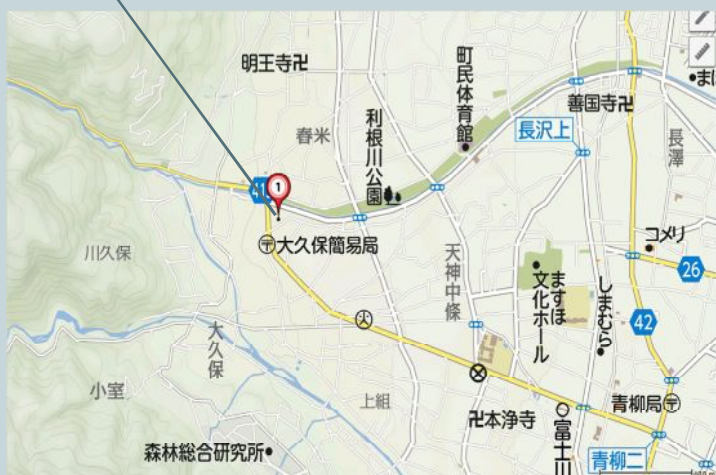 明王寺卍
町民体育館
善国寺卍
●ま
長沢上
春米
利根川公園
長澤
41
1
〒大久保簡易局
コメリ
川久保
天神中條
26
ますほ
文化ホール
しまむら
42
大久保
火
小室
上組
卍本浄寺
青柳局〒
富士川
森林総合研究所●
青柳二